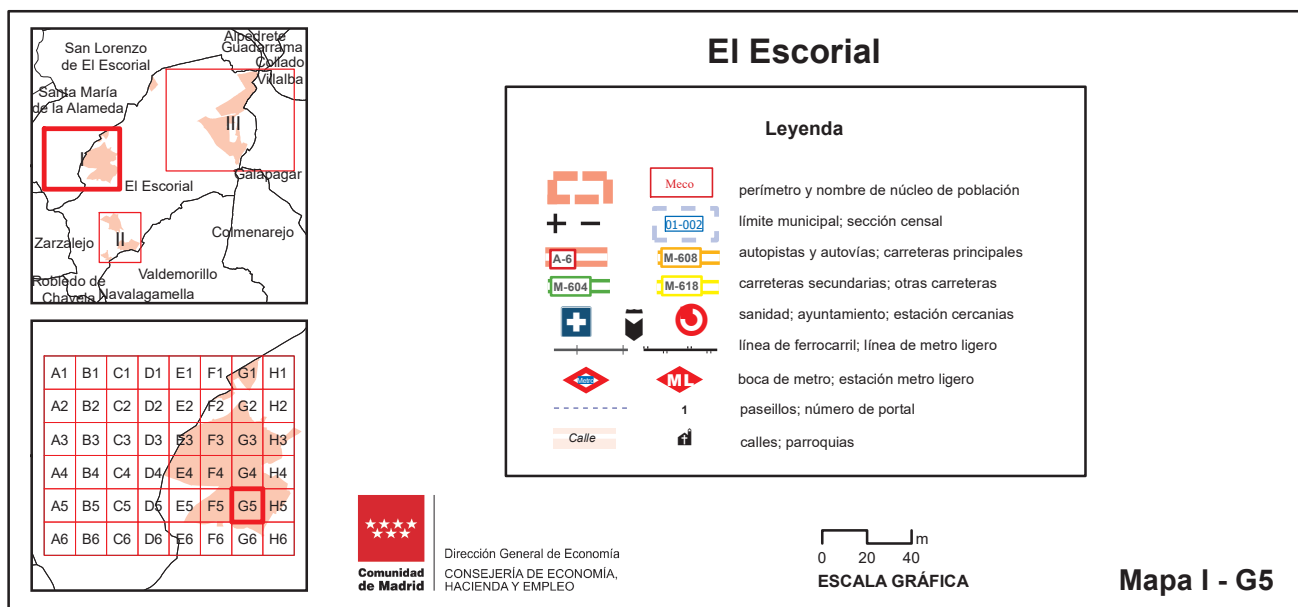 Alpedrete
San Lorenzo
de El Escorial
Guadarrama
Collado
Villalba
Santa María
de la Alameda
III
I
El Escorial
Galapagar
II
Zarzalejo
Colmenarejo
Valdemorillo
Robledo de
Chavela
Navalagamella
A1 B1 C1 D1 E1 F1 G1 H1
A2 B2 C2 D2 E2 F2 G2 H2
A3 B3 C3 D3 E3 F3 G3 H3
A4 B4 C4 D4 E4 F4 G4 H4
A5 B5 C5 D5 E5 F5 G5 H5
A6 B6 C6 D6 E6 F6 G6 H6
El Escorial
Leyenda
Meco
perímetro y nombre de núcleo de población
01-002
límite municipal; sección censal
A-6
M-608
autopistas y autovías; carreteras principales
M-604
M-618
carreteras secundarias; otras carreteras
sanidad; ayuntamiento; estación cercanias
línea de ferrocarril; línea de metro ligero
Metro
ML
boca de metro; estación metro ligero
1
paseillos; número de portal
Calle
calles; parroquias
Comunidad
de Madrid
Dirección General de Economía
CONSEJERÍA DE ECONOMÍA,
HACIENDA Y EMPLEO
m
0 20 40
ESCALA GRÁFICA
Mapa I - G5